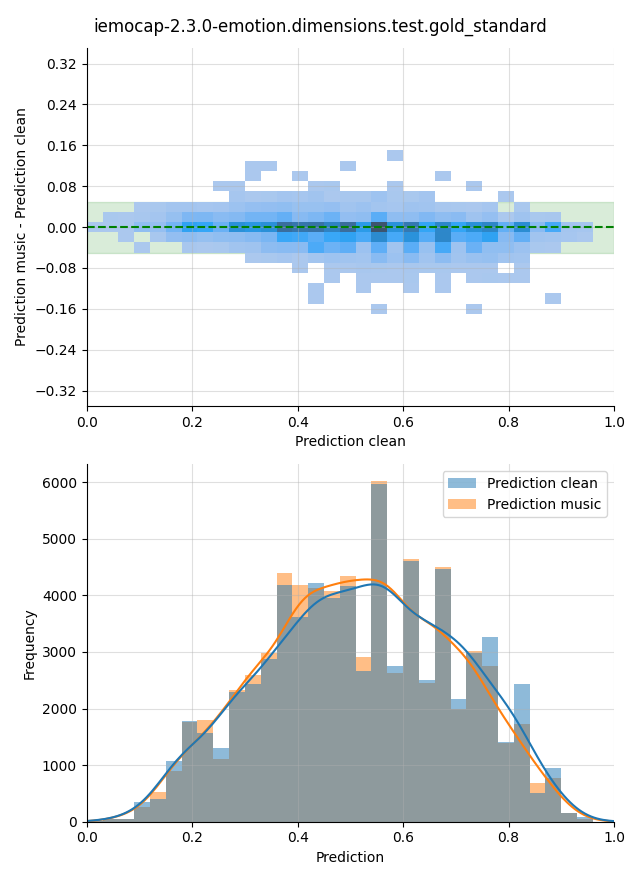 iemocap-2.3.0-emotion.dimensions.test.gold_standard
0.32
0.24
0.16
0.08
0.00
−0.08
−0.16
−0.24
−0.32
Prediction music - Prediction clean
0.0 0.2 0.4 0.6 0.8 1.0
Prediction clean
Prediction clean
Prediction music
6000
5000
4000
3000
2000
1000
0
Frequency
0.0 0.2 0.4 0.6 0.8 1.0
Prediction